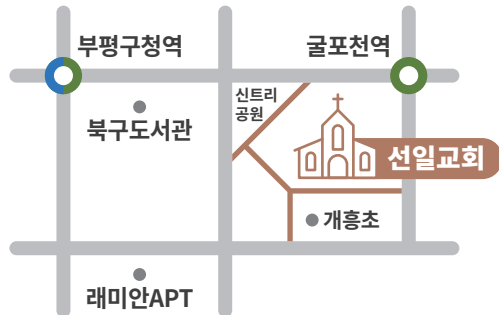 부평구청역
굴포천역
신트리
공원
북구도서관
선일교회
개흥초
래미안APT